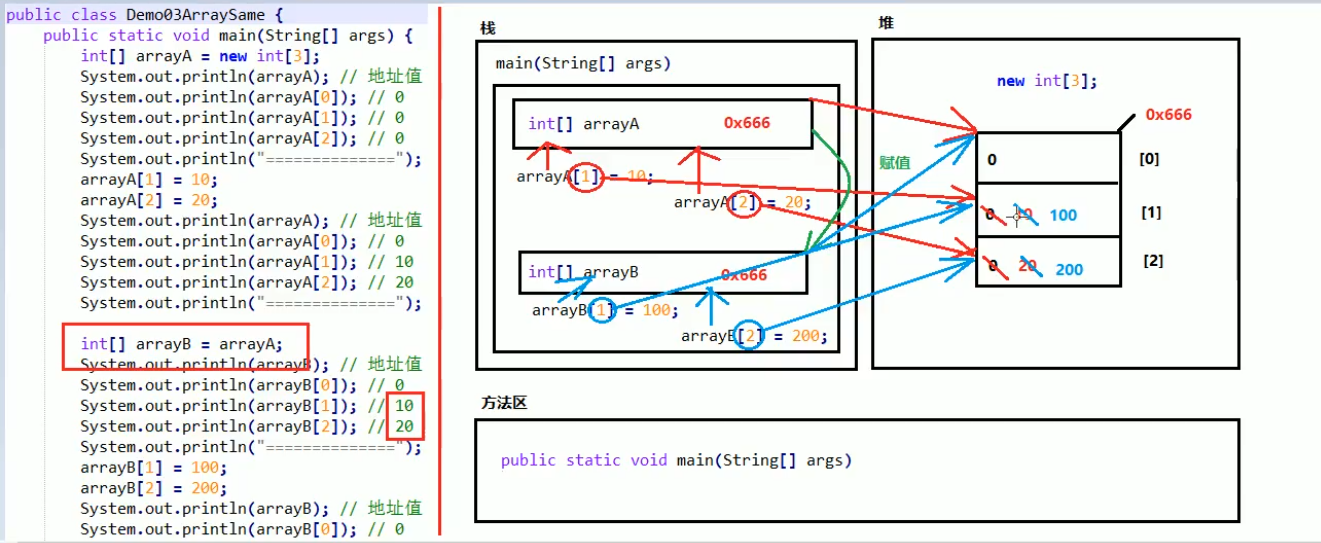 public class Demo03ArraySame {
public static void main(String[] args) {
int[] arrayA = new int[3];
System.out.println(arrayA); // 地址值
System.out.println(arrayA[0]); // 0
System.out.println(arrayA[1]); // 0
System.out.println(arrayA[2]); // 0
System.out.println("==============");
arrayA[1] = 10;
arrayA[2] = 20;
System.out.println(arrayA); // 地址值
System.out.println(arrayA[0]); // 0
System.out.println(arrayA[1]); // 10
System.out.println(arrayA[2]); // 20
System.out.println("==============");
int[] arrayB = arrayA;
System.out.println(arrayB); // 地址值
System.out.println(arrayB[0]); // 0
System.out.println(arrayB[1]); // 10
System.out.println(arrayB[2]); // 20
System.out.println("==============");
arrayB[1] = 100;
arrayB[2] = 200;
System.out.println(arrayB); // 地址值
System.out.println(arrayB[0]); // 0
栈
main(String[] args)
int[] arrayA 0x666
arrayA[1] = 10;
arrayA[2] = 20;
赋值
int[] arrayB 0x666
arrayB[1] = 100;
arrayB[2] = 200;
堆
new int[3];
0x666
0 [0]
0 10 100 [1]
0 20 200 [2]
方法区
public static void main(String[] args)